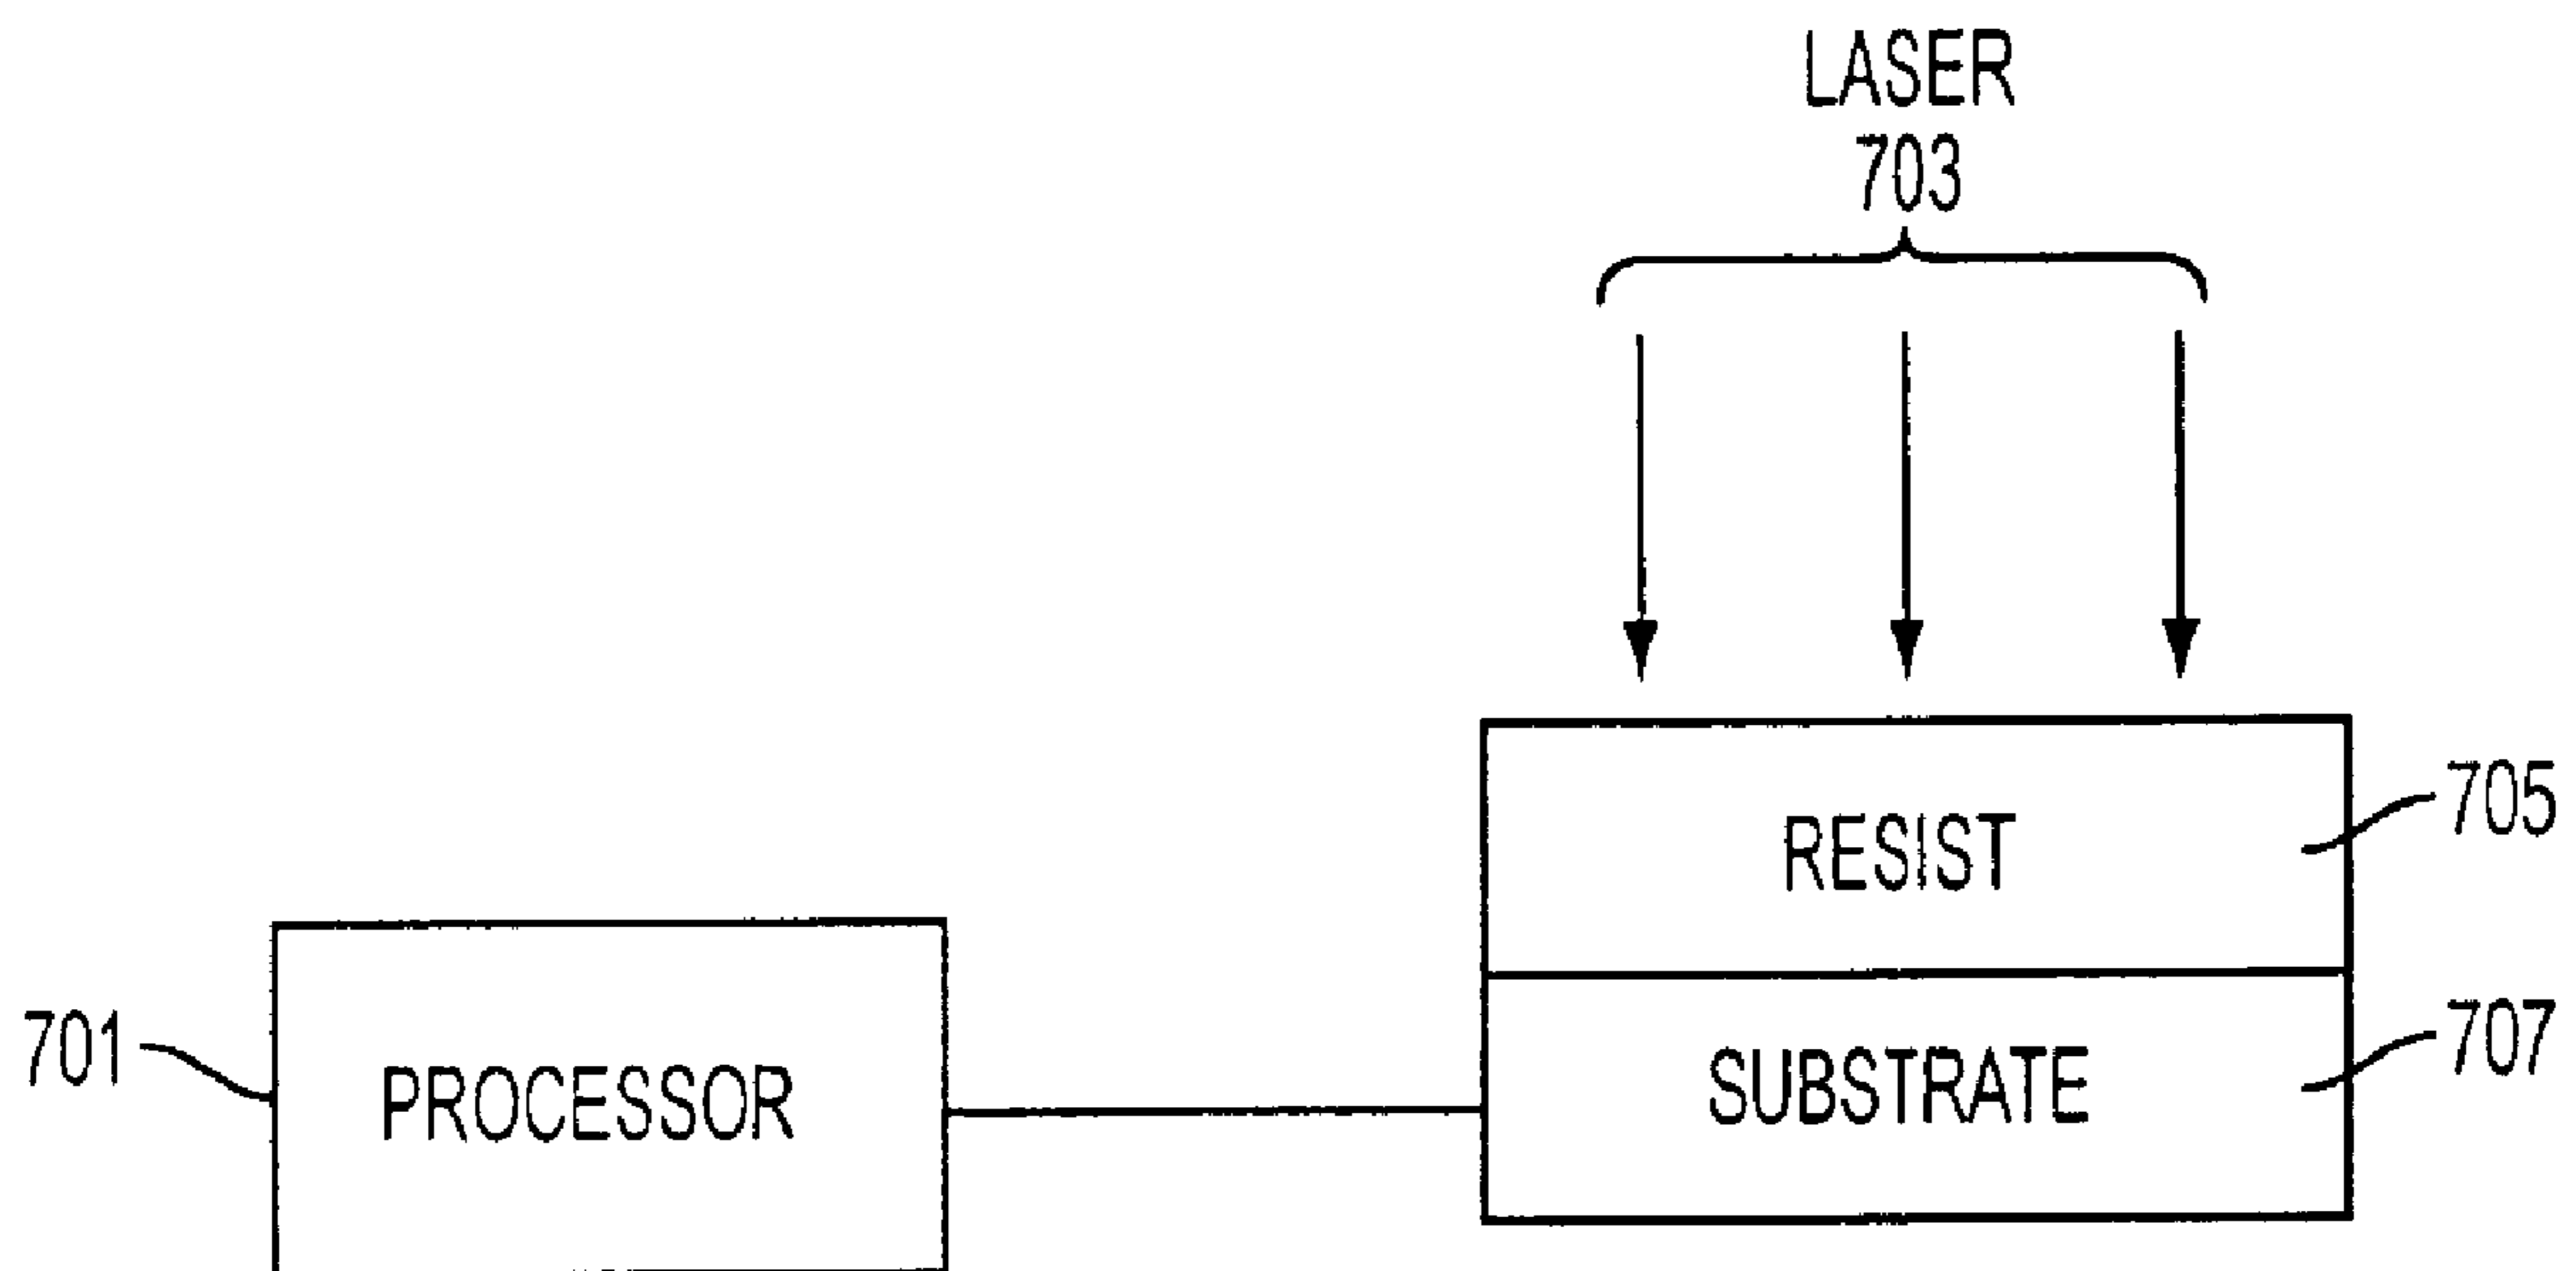 LASER
703
RESIST
705
701
PROCESSOR
SUBSTRATE
707